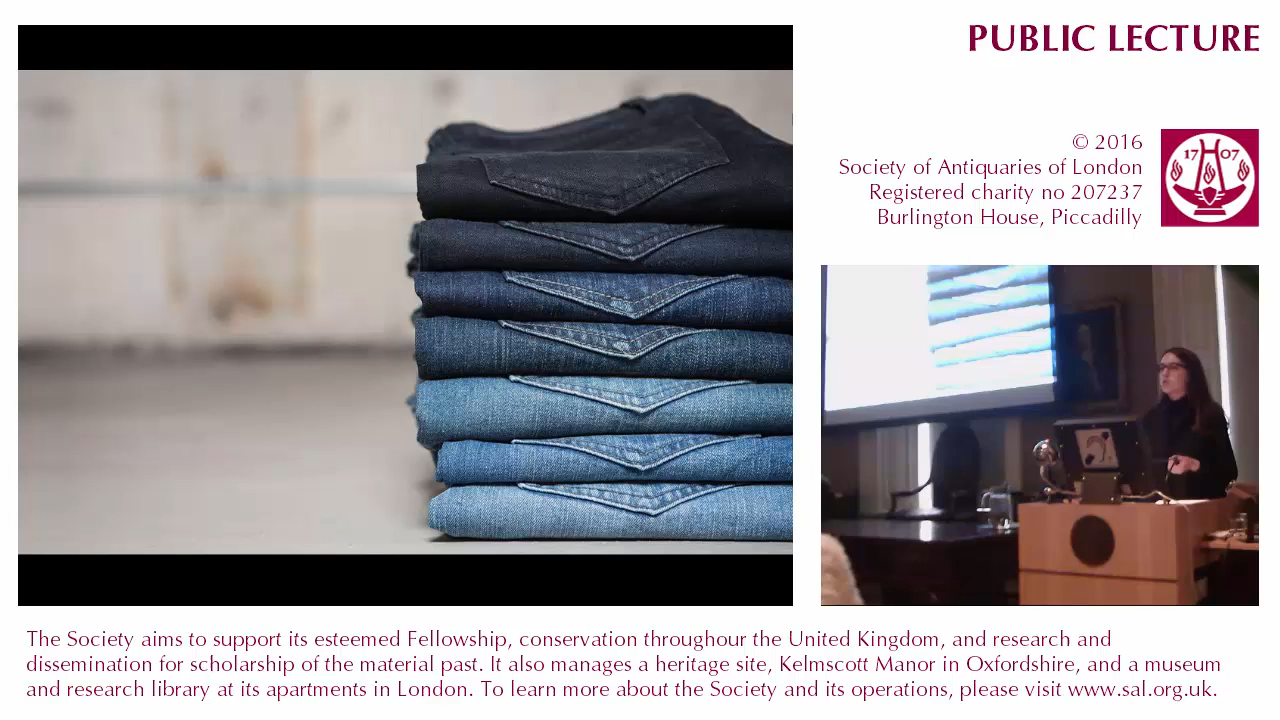 PUBLIC LECTURE
© 2016
Society of Antiquaries of London
Registered charity no 207237
Burlington House, Piccadilly
17 07
The Society aims to support its esteemed Fellowship, conservation throughour the United Kingdom, and research and
dissemination for scholarship of the material past. It also manages a heritage site, Kelmscott Manor in Oxfordshire, and a museum
and research library at its apartments in London. To learn more about the Society and its operations, please visit www.sal.org.uk.